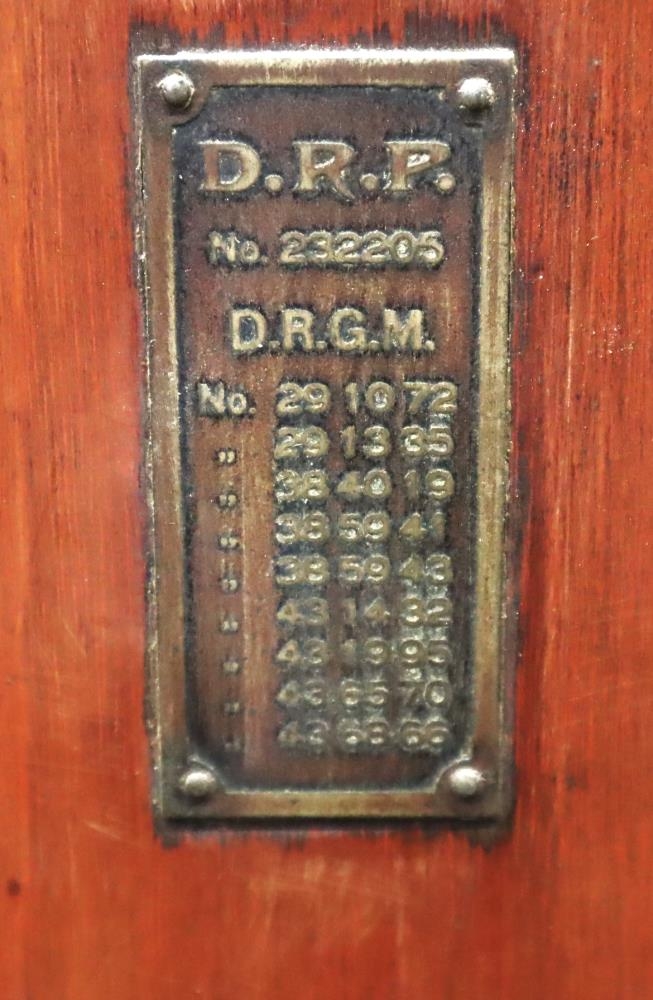 D.R.P.
No. 232205
D.R.G.M.
No. 29 10 72
" 29 13 35
" 38 40 19
" 38 59 41
" 38 59 43
" 43 14 32
" 43 19 95
" 43 65 70
" 43 68 66